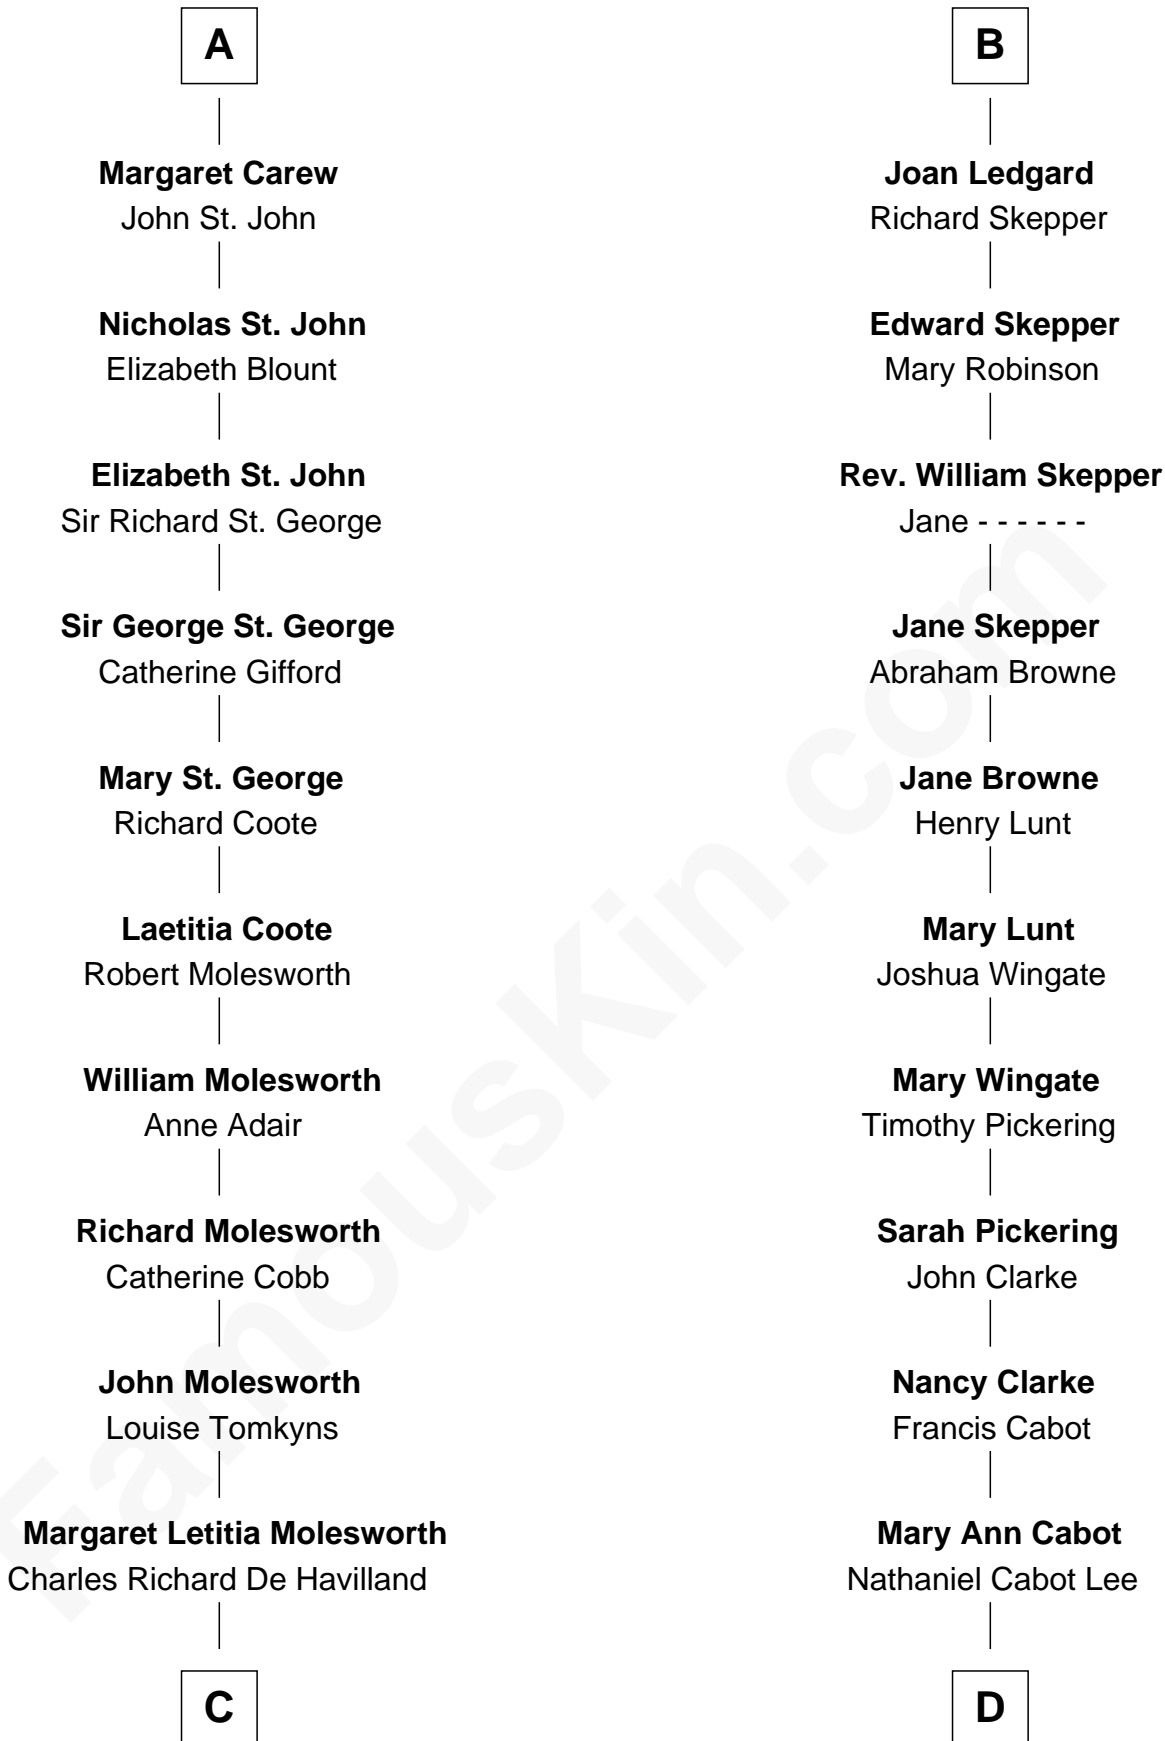 A
Margaret Carew
John St. John
Nicholas St. John
Elizabeth Blount
Elizabeth St. John
Sir Richard St. George
Sir George St. George
Catherine Gifford
Mary St. George
Richard Coote
Laetitia Coote
Robert Molesworth
William Molesworth
Anne Adair
Richard Molesworth
Catherine Cobb
John Molesworth
Louise Tomkyns
Margaret Letitia Molesworth
Charles Richard De Havilland
C
B
Joan Ledgard
Richard Skepper
Edward Skepper
Mary Robinson
Rev. William Skepper
Jane - - - - - -
Jane Skepper
Abraham Browne
Jane Browne
Henry Lunt
Mary Lunt
Joshua Wingate
Mary Wingate
Timothy Pickering
Sarah Pickering
John Clarke
Nancy Clarke
Francis Cabot
Mary Ann Cabot
Nathaniel Cabot Lee
D
FamousKin.com